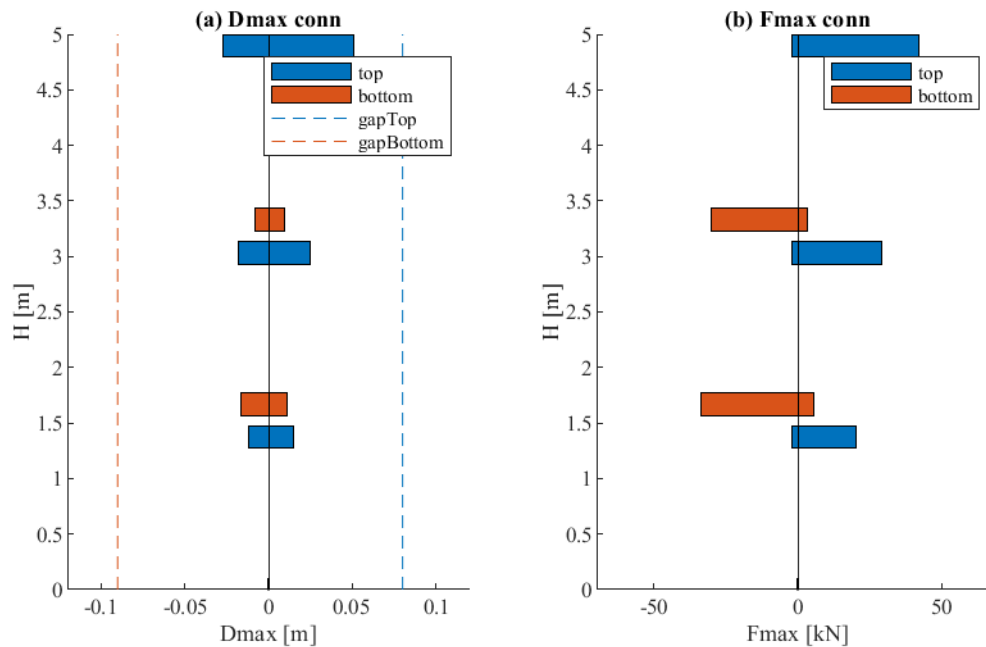 (a) Dmax conn
5
4.5
4
3.5
3
2.5
2
1.5
1
0.5
0
H [m]
-0.1
-0.05
0
0.05
0.1
Dmax [m]
top
bottom
gapTop
gapBottom
(b) Fmax conn
5
4.5
4
3.5
3
2.5
2
1.5
1
0.5
0
H [m]
-50
0
50
Fmax [kN]
top
bottom